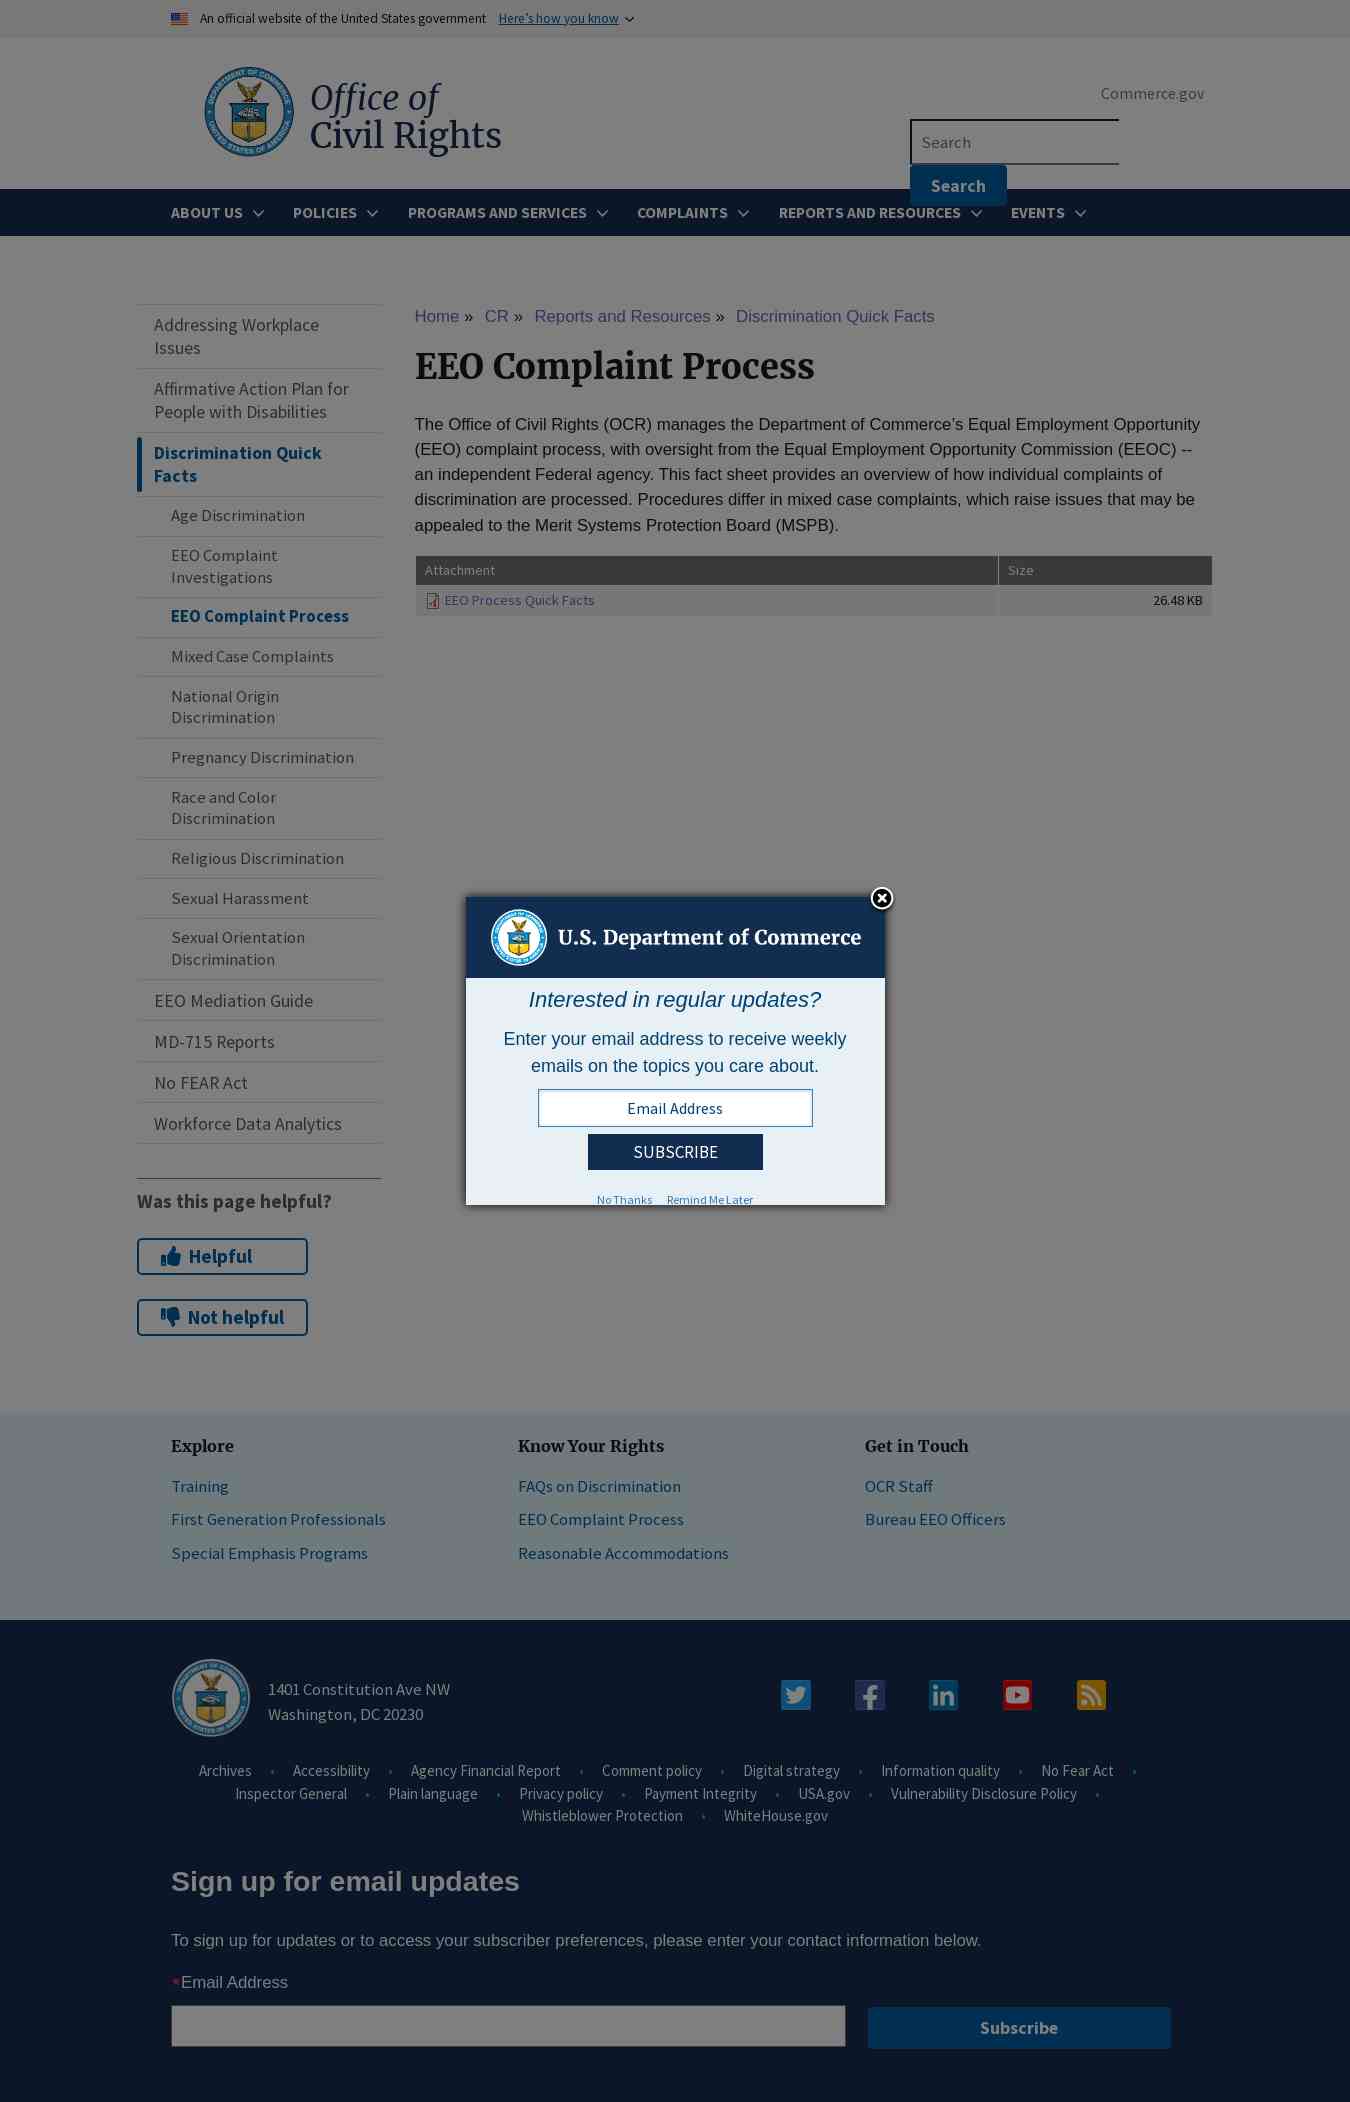 An official website of the United States government Here’s how you know
Office of
Civil Rights
Commerce.gov
Search
Search
ABOUT US POLICIES PROGRAMS AND SERVICES COMPLAINTS REPORTS AND RESOURCES EVENTS
Addressing Workplace
Issues
Affirmative Action Plan for
People with Disabilities
Discrimination Quick
Facts
Age Discrimination
EEO Complaint
Investigations
EEO Complaint Process
Mixed Case Complaints
National Origin
Discrimination
Pregnancy Discrimination
Race and Color
Discrimination
Religious Discrimination
Sexual Harassment
Sexual Orientation
Discrimination
EEO Mediation Guide
MD-715 Reports
No FEAR Act
Workforce Data Analytics
Was this page helpful?
Helpful
Not helpful
Home » CR » Reports and Resources » Discrimination Quick Facts
EEO Complaint Process
The Office of Civil Rights (OCR) manages the Department of Commerce’s Equal Employment Opportunity
(EEO) complaint process, with oversight from the Equal Employment Opportunity Commission (EEOC) --
an independent Federal agency. This fact sheet provides an overview of how individual complaints of
discrimination are processed. Procedures differ in mixed case complaints, which raise issues that may be
appealed to the Merit Systems Protection Board (MSPB).
Attachment Size
EEO Process Quick Facts 26.48 KB
U.S. Department of Commerce
Interested in regular updates?
Enter your email address to receive weekly
emails on the topics you care about.
Email Address
SUBSCRIBE
No Thanks Remind Me Later
Explore
Training
First Generation Professionals
Special Emphasis Programs
Know Your Rights
FAQs on Discrimination
EEO Complaint Process
Reasonable Accommodations
Get in Touch
OCR Staff
Bureau EEO Officers
1401 Constitution Ave NW
Washington, DC 20230
Archives • Accessibility • Agency Financial Report • Comment policy • Digital strategy • Information quality • No Fear Act •
Inspector General • Plain language • Privacy policy • Payment Integrity • USA.gov • Vulnerability Disclosure Policy •
Whistleblower Protection • WhiteHouse.gov
Sign up for email updates
To sign up for updates or to access your subscriber preferences, please enter your contact information below.
*Email Address
Subscribe